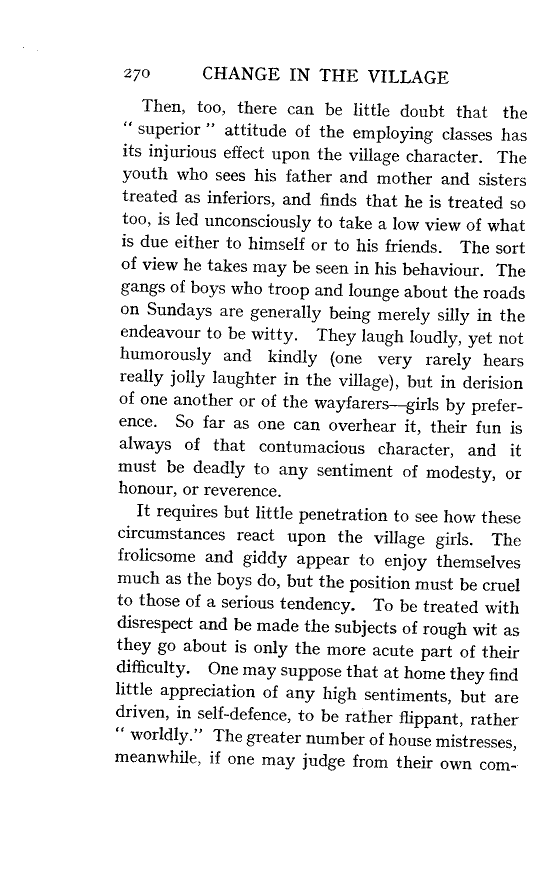 270 CHANGE IN THE VILLAGE
Then, too, there can be little doubt that the
“ superior ” attitude of the employing classes has
its injurious effect upon the village character. The
youth who sees his father and mother and sisters
treated as inferiors, and finds that he is treated so
too, is led unconsciously to take a low view of what
is due either to himself or to his friends. The sort
of view he takes may be seen in his behaviour. The
gangs of boys who troop and lounge about the roads
on Sundays are generally being merely silly in the
endeavour to be witty. They laugh loudly, yet not
humorously and kindly (one very rarely hears
really jolly laughter in the village), but in derision
of one another or of the wayfarers—girls by prefer-
ence. So far as one can overhear it, their fun is
always of that contumacious character, and it
must be deadly to any sentiment of modesty, or
honour, or reverence.
It requires but little penetration to see how these
circumstances react upon the village girls. The
frolicsome and giddy appear to enjoy themselves
much as the boys do, but the position must be cruel
to those of a serious tendency. To be treated with
disrespect and be made the subjects of rough wit as
they go about is only the more acute part of their
difficulty. One may suppose that at home they find
little appreciation of any high sentiments, but are
driven, in self-defence, to be rather flippant, rather
“ worldly.” The greater number of house mistresses,
meanwhile, if one may judge from their own com-